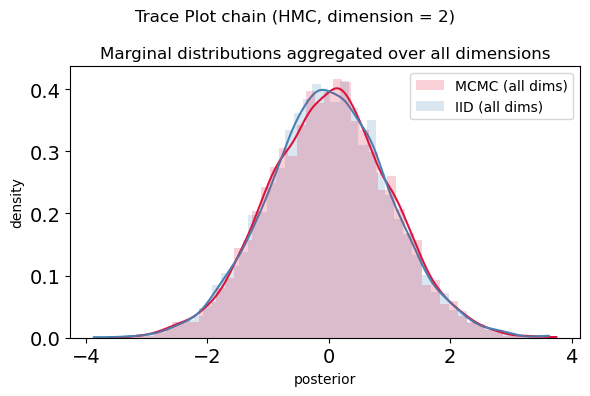 Trace Plot chain (HMC, dimension = 2)
Marginal distributions aggregated over all dimensions
MCMC (all dims)
IID (all dims)
density
0.4
0.3
0.2
0.1
0.0
−4
−2
0
2
4
posterior